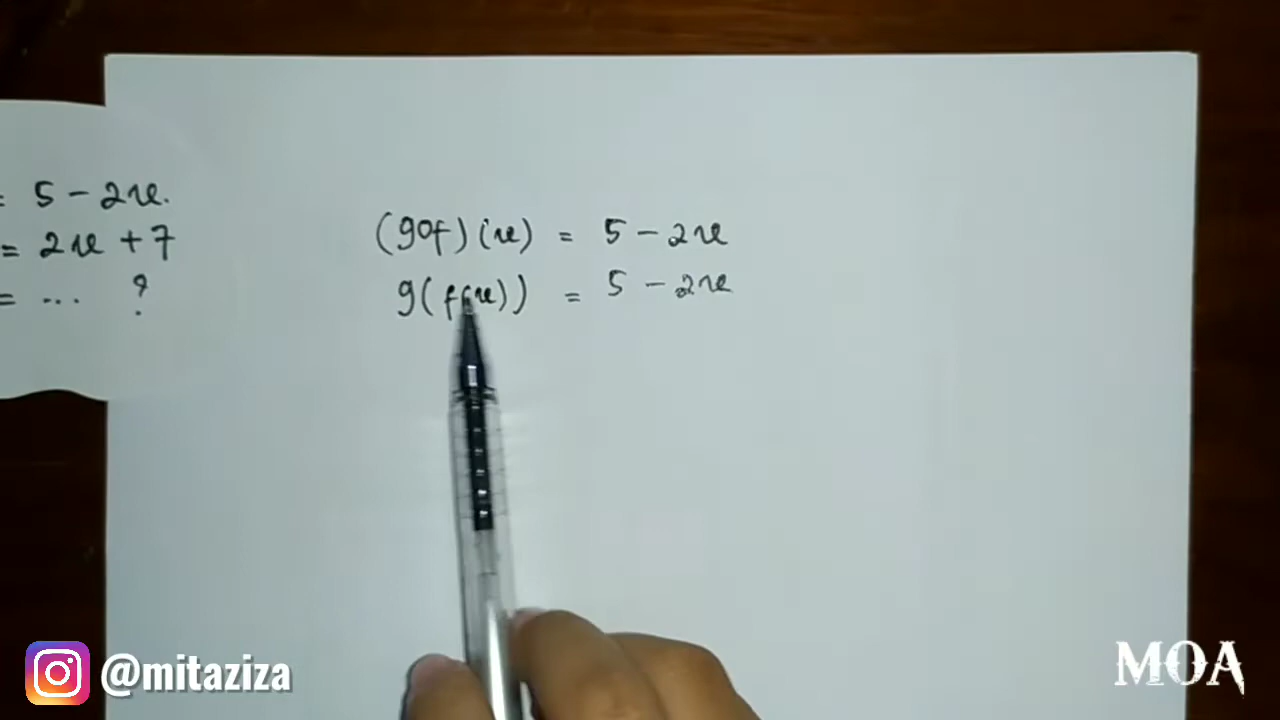 = 5 - 2x.
= 2x + 7
= ... ?
(gof)(x) = 5 - 2x
g(f(x)) = 5 - 2x
@mitaziza
MOA